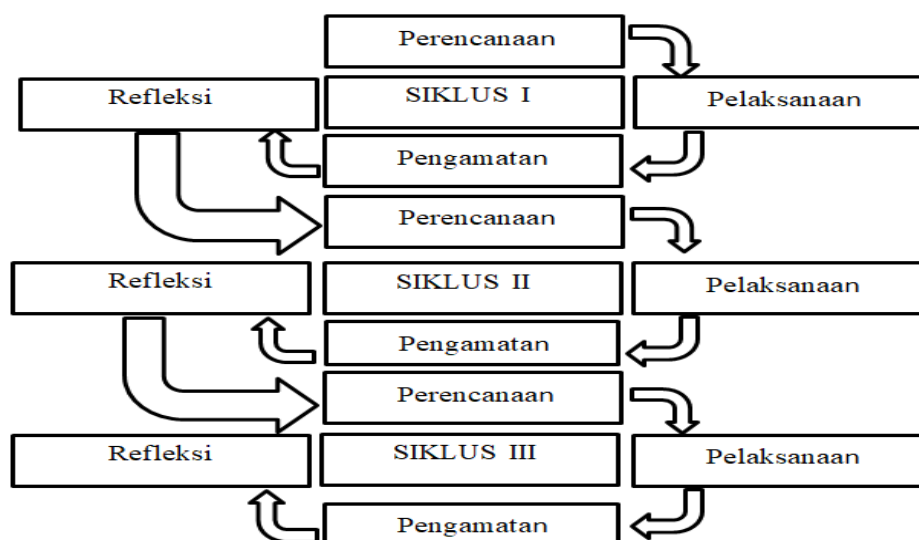 Perencanaan
Refleksi
SIKLUS I
Pelaksanaan
Pengamatan
Perencanaan
Refleksi
SIKLUS II
Pelaksanaan
Pengamatan
Perencanaan
Refleksi
SIKLUS III
Pelaksanaan
Pengamatan